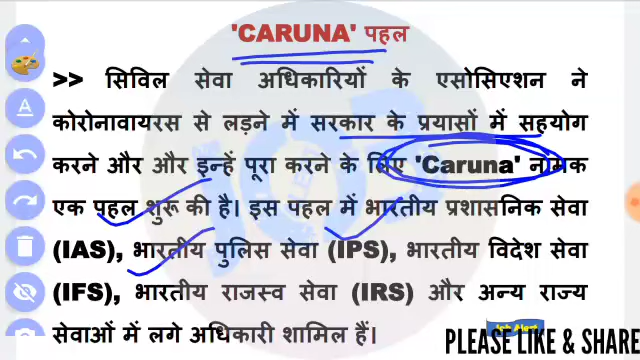 'CARUNA' पहल
>> सिविल सेवा अधिकारियों के एसोसिएशन ने
कोरोनावायरस से लड़ने में सरकार के प्रयासों में सहयोग
करने और और इन्हें पूरा करने के लिए 'Caruna' नामक
एक पहल शुरू की है। इस पहल में भारतीय प्रशासनिक सेवा
(IAS), भारतीय पुलिस सेवा (IPS), भारतीय विदेश सेवा
(IFS), भारतीय राजस्व सेवा (IRS) और अन्य राज्य
सेवाओं में लगे अधिकारी शामिल हैं।
PLEASE LIKE & SHARE